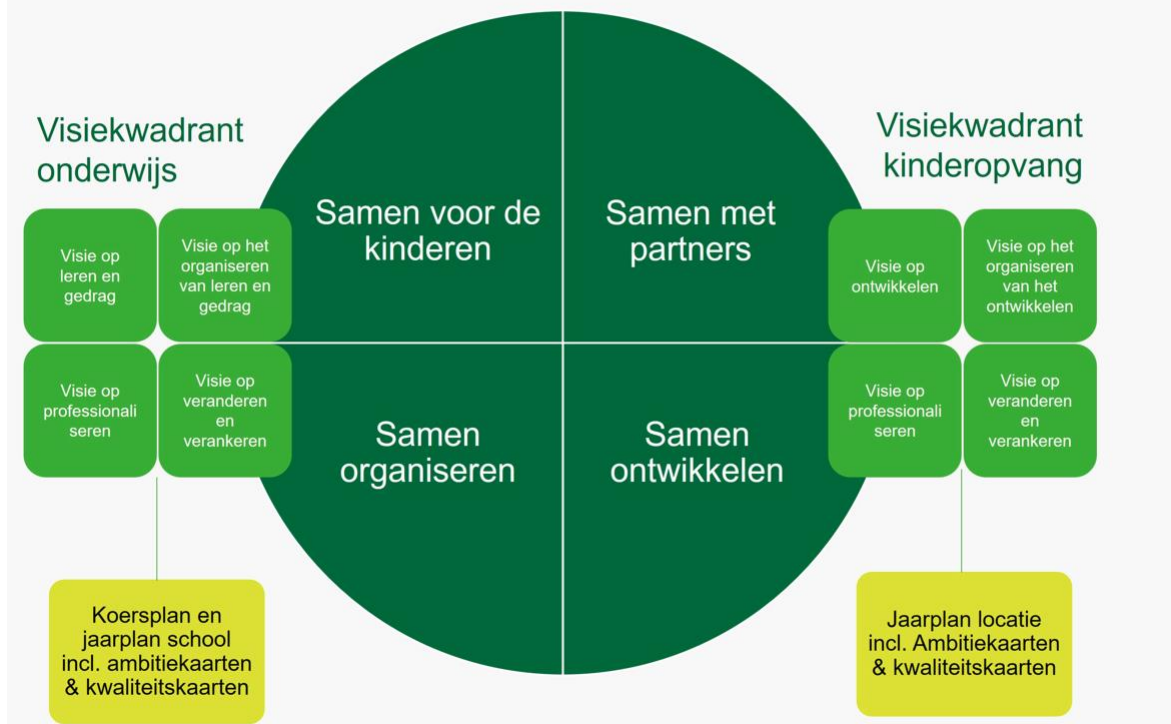 Visiekwadrant
onderwijs
Visie op
leren en
gedrag
Visie op het
organiseren
van leren en
gedrag
Visie op
professionali
seren
Visie op
veranderen
en
verankeren
Koersplan en
jaarplan school
incl. ambitiekaarten
& kwaliteitskaarten
Samen voor de
kinderen
Samen met
partners
Samen
organiseren
Samen
ontwikkelen
Visiekwadrant
kinderopvang
Visie op
ontwikkelen
Visie op het
organiseren
van het
ontwikkelen
Visie op
professionali
seren
Visie op
veranderen
en
verankeren
Jaarplan locatie
incl. Ambitiekaarten
& kwaliteitskaarten